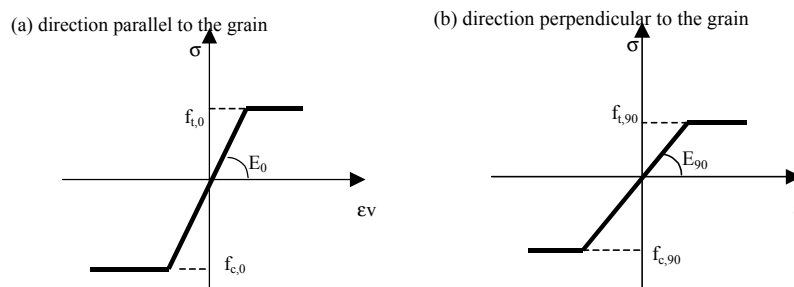 (a) direction parallel to the grain
σ
f_t,0
E_0
εv
f_c,0
(b) direction perpendicular to the grain
σ
f_t,90
E_90
f_c,90